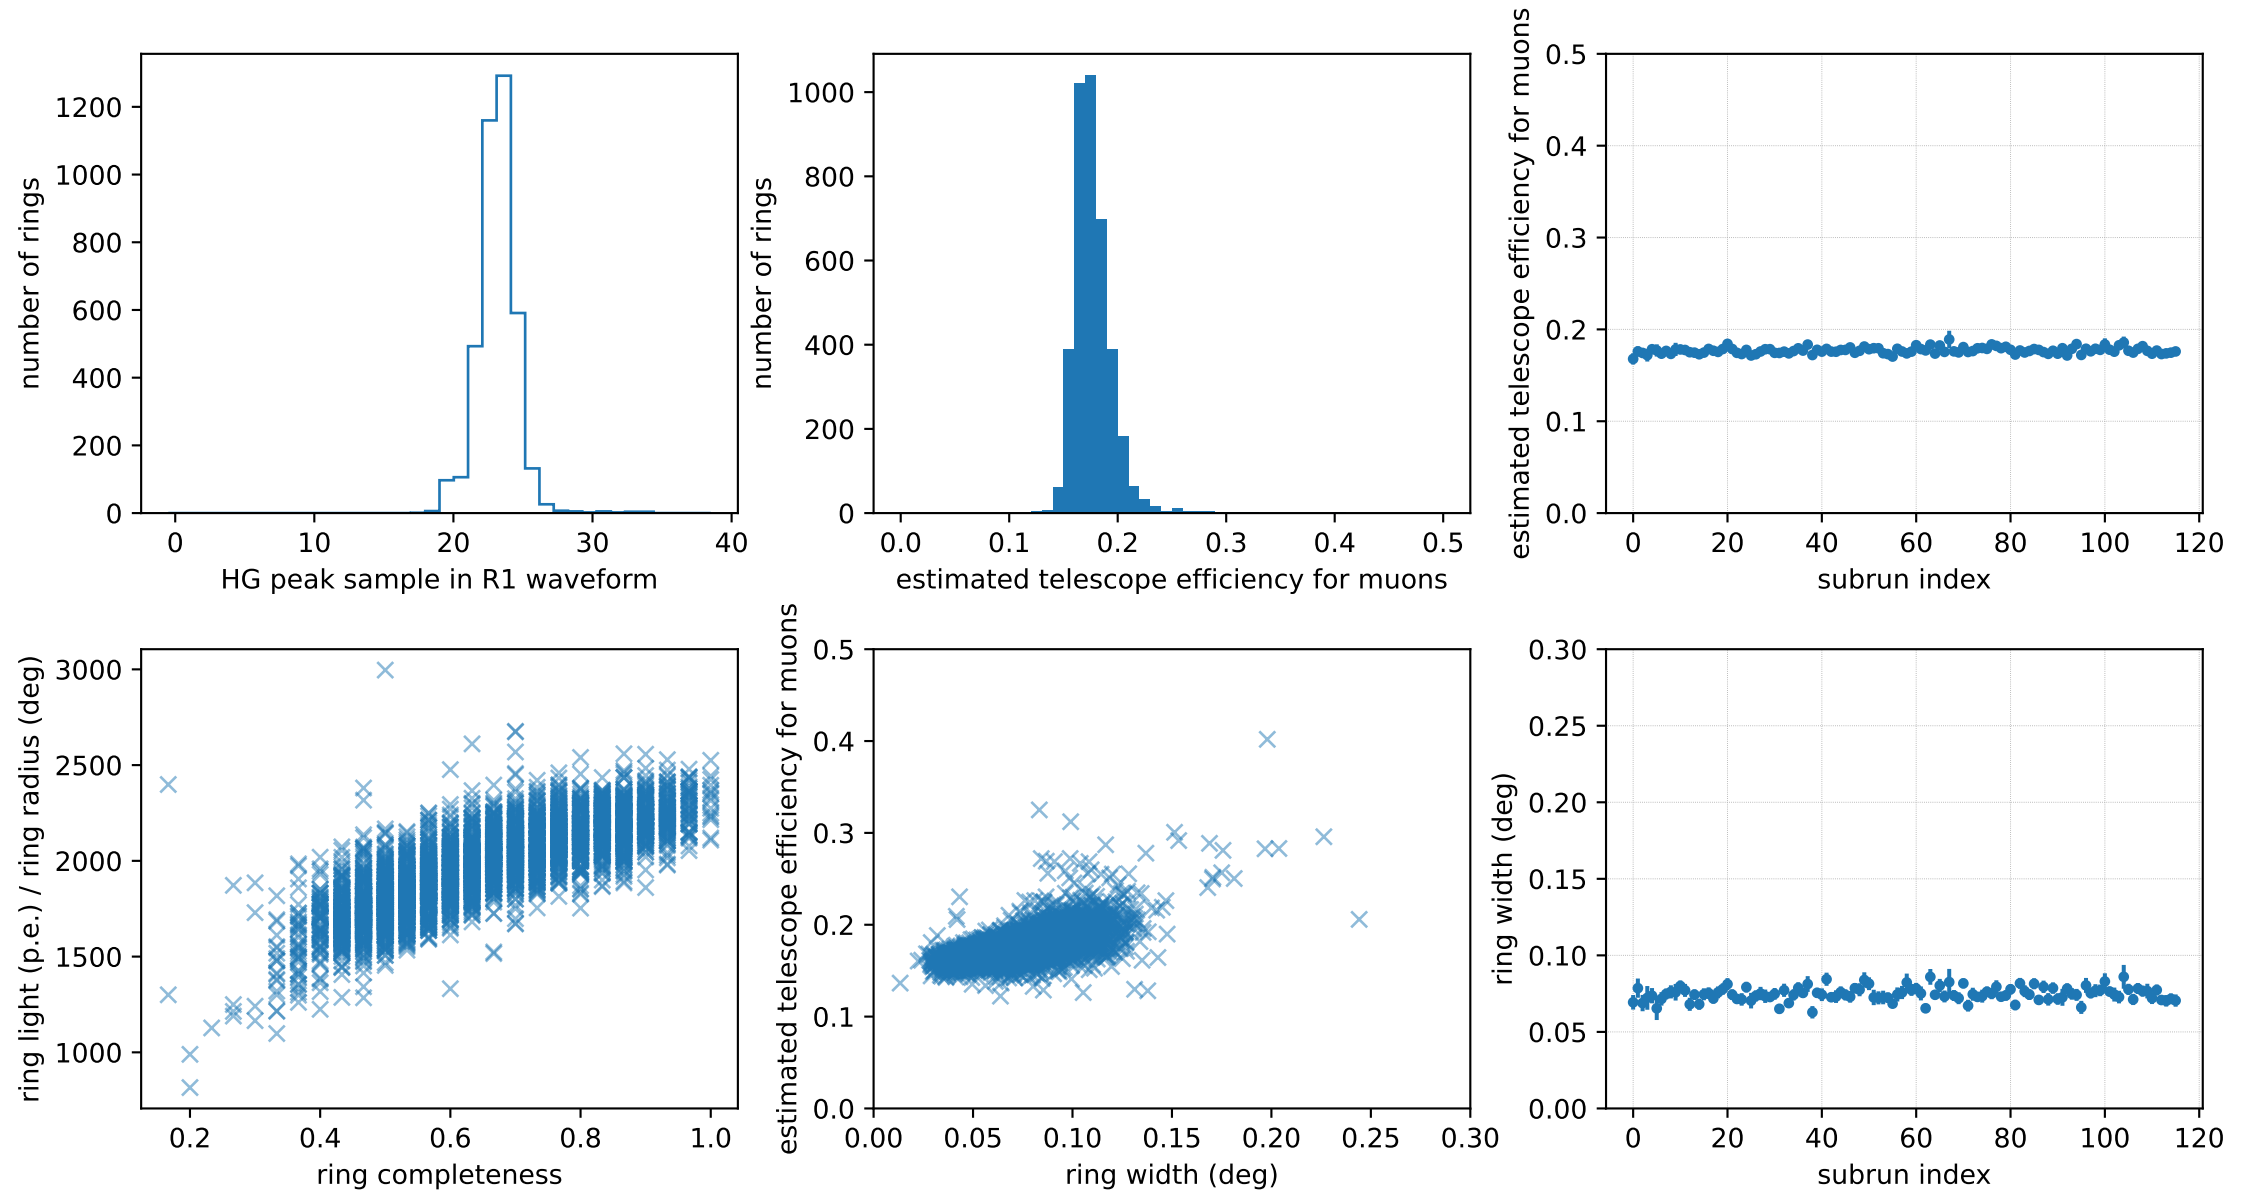 number of rings
1200
1000
800
600
400
200
0
0 10 20 30 40
HG peak sample in R1 waveform
number of rings
1000
800
600
400
200
0
0.0 0.1 0.2 0.3 0.4 0.5
estimated telescope efficiency for muons
estimated telescope efficiency for muons
0.5
0.4
0.3
0.2
0.1
0.0
0 20 40 60 80 100 120
subrun index
ring light (p.e.) / ring radius (deg)
3000
2500
2000
1500
1000
0.2 0.4 0.6 0.8 1.0
ring completeness
estimated telescope efficiency for muons
0.5
0.4
0.3
0.2
0.1
0.0
0.00 0.05 0.10 0.15 0.20 0.25 0.30
ring width (deg)
ring width (deg)
0.30
0.25
0.20
0.15
0.10
0.05
0.00
0 20 40 60 80 100 120
subrun index